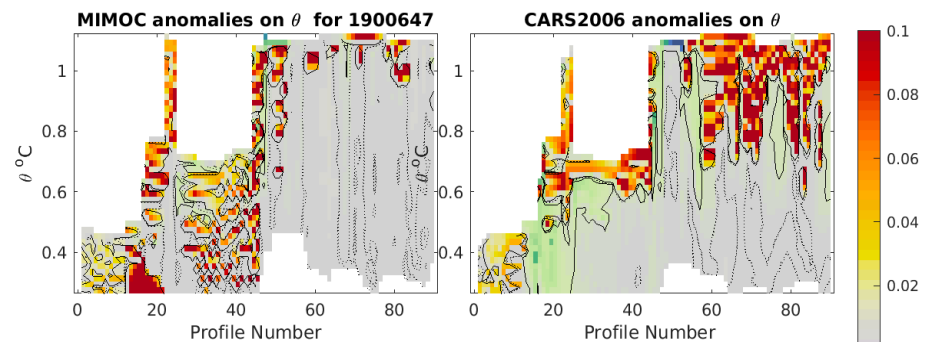 MIMOC anomalies on θ for 1900647
CARS2006 anomalies on θ
1
0.8
0.6
0.4
θ °C
0 20 40 60 80
Profile Number
1
0.8
0.6
0.4
θ °C
0 20 40 60 80
Profile Number
0.1
0.08
0.06
0.04
0.02